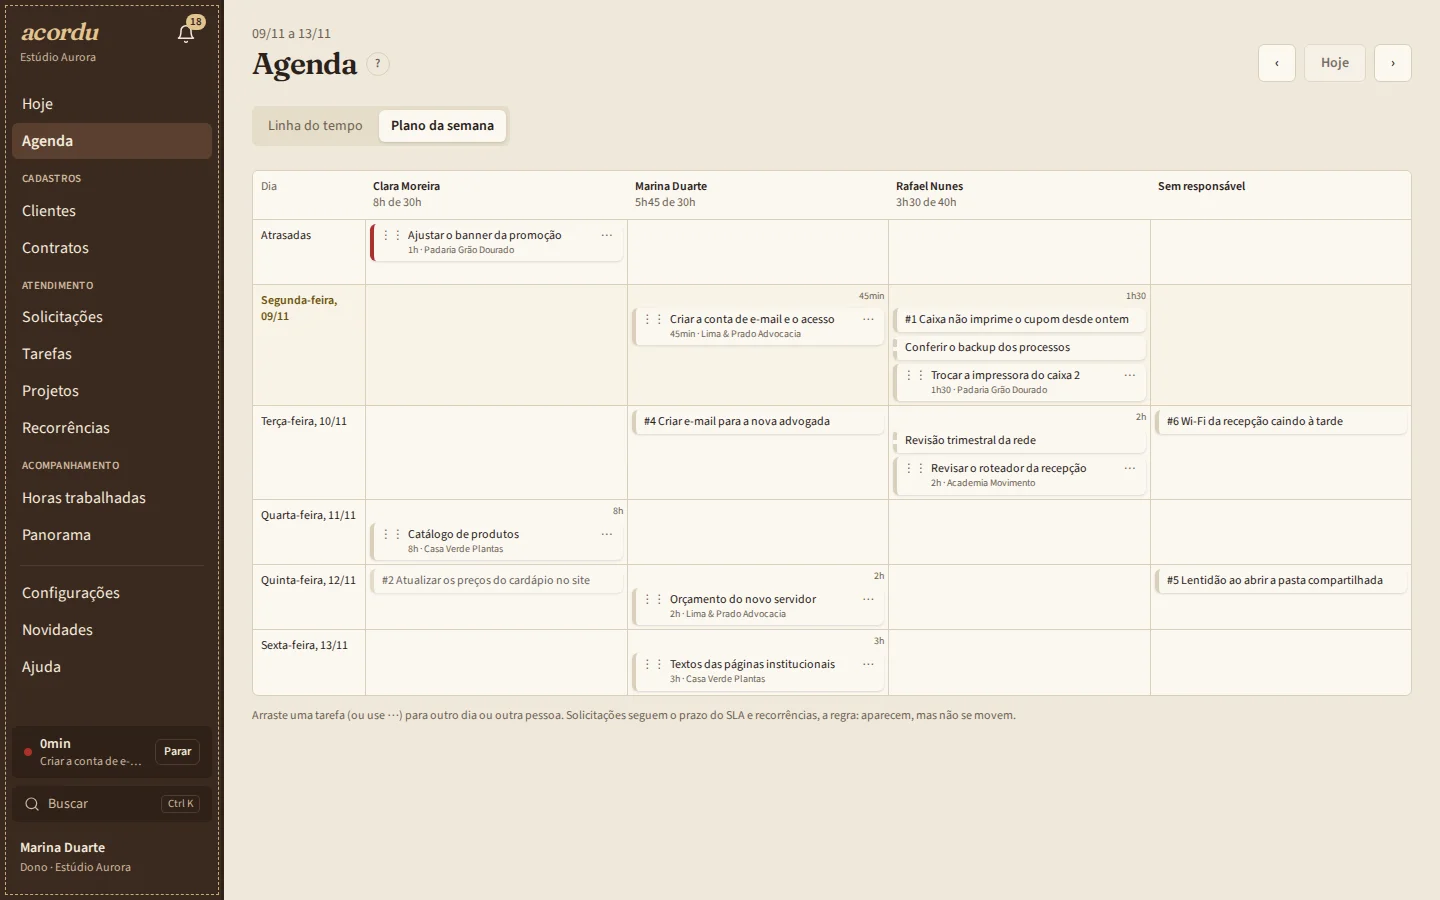 acordu
18
Estúdio Aurora
Hoje
Agenda
CADASTROS
Clientes
Contratos
ATENDIMENTO
Solicitações
Tarefas
Projetos
Recorrências
ACOMPANHAMENTO
Horas trabalhadas
Panorama
Configurações
Novidades
Ajuda
0min
Criar a conta de e-...
Parar
Buscar
Ctrl K
Marina Duarte
Dono · Estúdio Aurora
09/11 a 13/11
Agenda ?
‹ Hoje ›
Linha do tempo Plano da semana
Dia Clara Moreira Marina Duarte Rafael Nunes Sem responsável
8h de 30h 5h45 de 30h 3h30 de 40h
Atrasadas
Ajustar o banner da promoção ···
1h · Padaria Grão Dourado
Segunda-feira,
09/11
45min
Criar a conta de e-mail e o acesso ···
45min · Lima & Prado Advocacia
1h30
#1 Caixa não imprime o cupom desde ontem
Conferir o backup dos processos
Trocar a impressora do caixa 2 ···
1h30 · Padaria Grão Dourado
Terça-feira, 10/11
#4 Criar e-mail para a nova advogada
2h
Revisão trimestral da rede
Revisar o roteador da recepção ···
2h · Academia Movimento
#6 Wi-Fi da recepção caindo à tarde
Quarta-feira, 11/11
8h
Catálogo de produtos ···
8h · Casa Verde Plantas
Quinta-feira, 12/11
#2 Atualizar os preços do cardápio no site
2h
Orçamento do novo servidor ···
2h · Lima & Prado Advocacia
#5 Lentidão ao abrir a pasta compartilhada
Sexta-feira, 13/11
3h
Textos das páginas institucionais ···
3h · Casa Verde Plantas
Arraste uma tarefa (ou use ···) para outro dia ou outra pessoa. Solicitações seguem o prazo do SLA e recorrências, a regra: aparecem, mas não se movem.